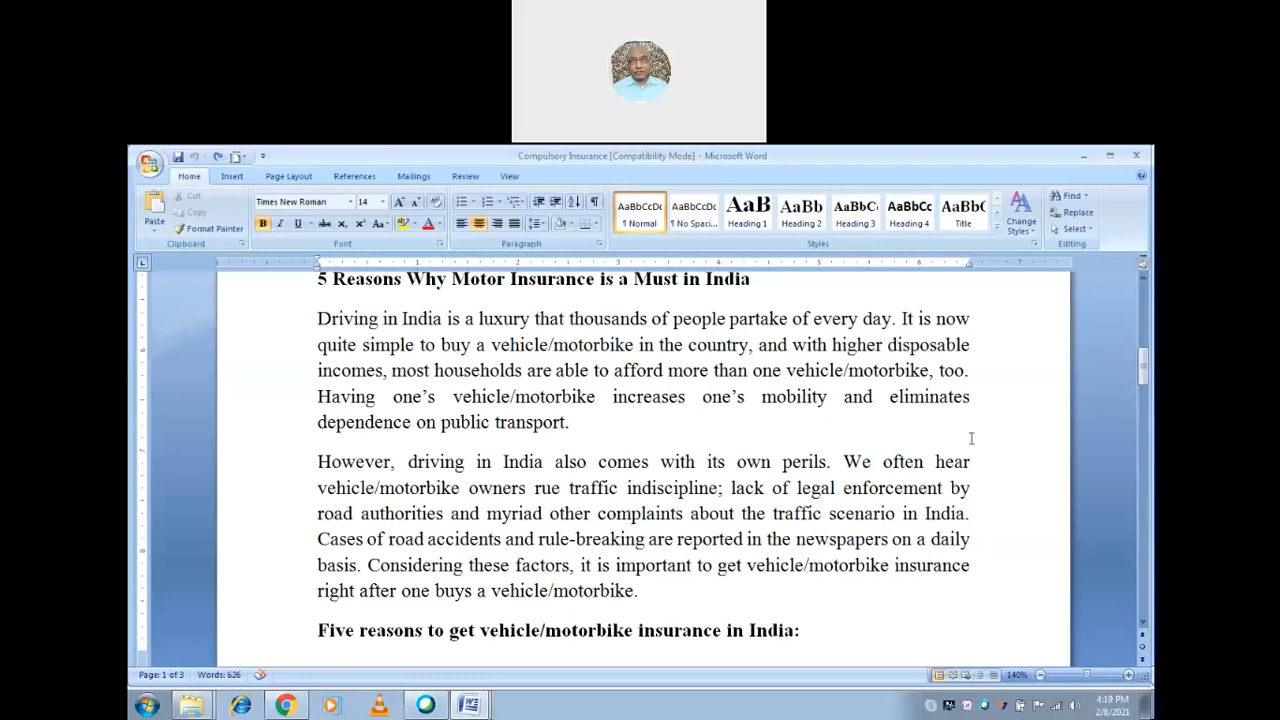 Compulsory Insurance [Compatibility Mode] - Microsoft Word
Home Insert Page Layout References Mailings Review View
Paste
Cut
Copy
Format Painter
Clipboard
Times New Roman 14
Font
Paragraph
AaBbCcDc AaBbCcDc AaB AaBb AaBbC AaBbCc AaBb
¶ Normal ¶ No Spaci... Heading 1 Heading 2 Heading 3 Heading 4 Title
Change Styles
Styles
Find
Replace
Select
Editing
5 Reasons Why Motor Insurance is a Must in India
Driving in India is a luxury that thousands of people partake of every day. It is now
quite simple to buy a vehicle/motorbike in the country, and with higher disposable
incomes, most households are able to afford more than one vehicle/motorbike, too.
Having one’s vehicle/motorbike increases one’s mobility and eliminates
dependence on public transport.
However, driving in India also comes with its own perils. We often hear
vehicle/motorbike owners rue traffic indiscipline; lack of legal enforcement by
road authorities and myriad other complaints about the traffic scenario in India.
Cases of road accidents and rule-breaking are reported in the newspapers on a daily
basis. Considering these factors, it is important to get vehicle/motorbike insurance
right after one buys a vehicle/motorbike.
Five reasons to get vehicle/motorbike insurance in India:
Page: 1 of 3 Words: 626 140%
4:19 PM
2/8/2021